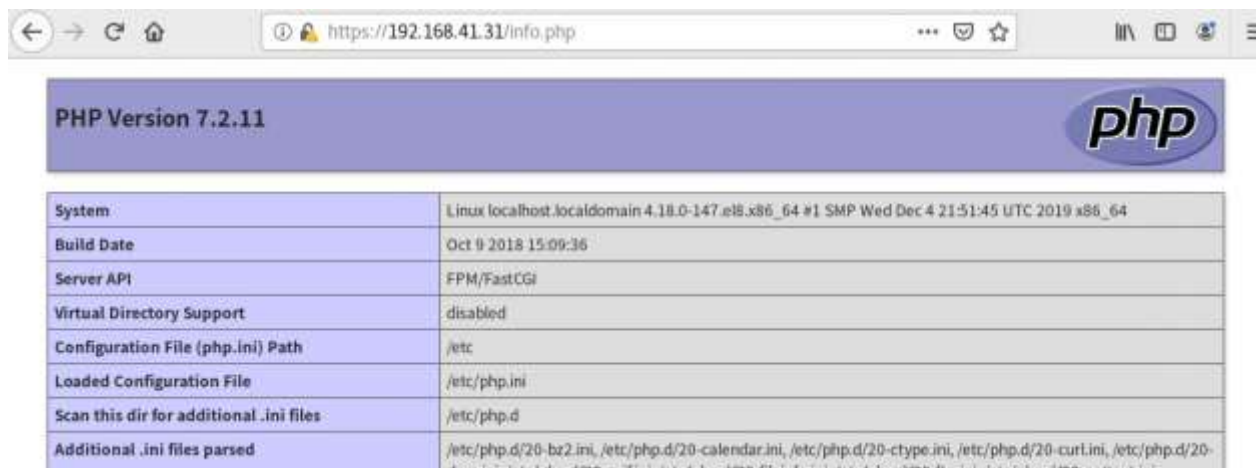 https://192.168.41.31/info.php
PHP Version 7.2.11
php
System Linux localhost.localdomain 4.18.0-147.el8.x86_64 #1 SMP Wed Dec 4 21:51:45 UTC 2019 x86_64
Build Date Oct 9 2018 15:09:36
Server API FPM/FastCGI
Virtual Directory Support disabled
Configuration File (php.ini) Path /etc
Loaded Configuration File /etc/php.ini
Scan this dir for additional .ini files /etc/php.d
Additional .ini files parsed /etc/php.d/20-bz2.ini, /etc/php.d/20-calendar.ini, /etc/php.d/20-ctype.ini, /etc/php.d/20-curl.ini, /etc/php.d/20-